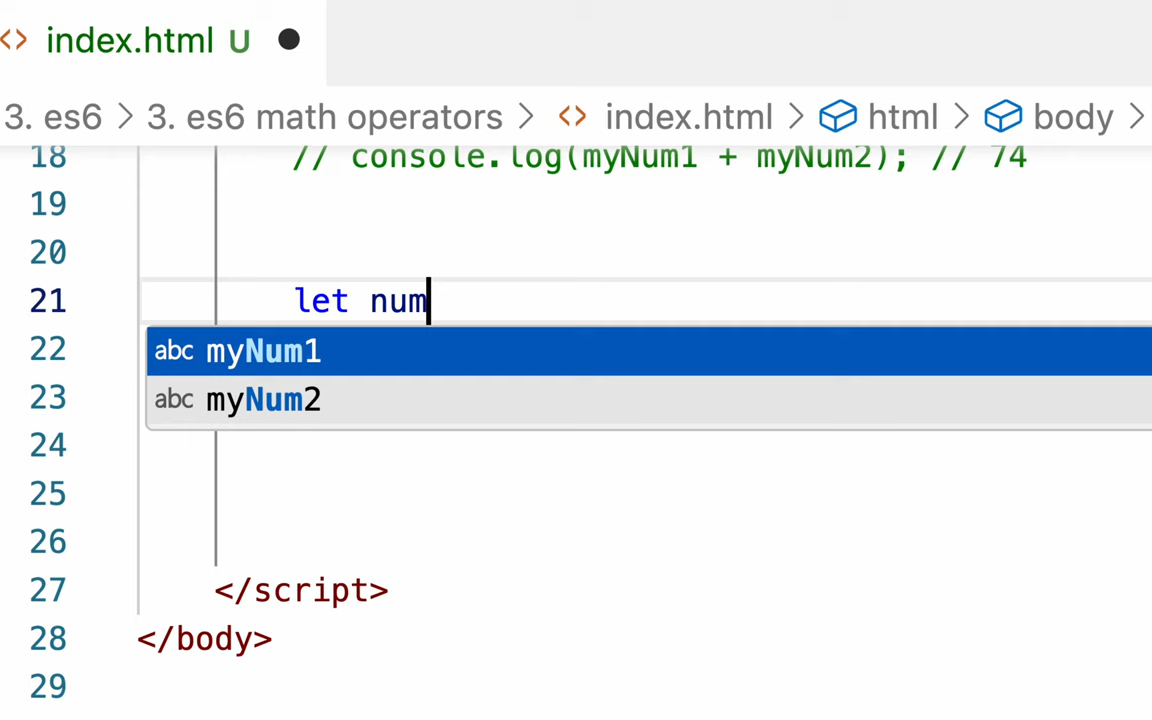 <> index.html U ●
3. es6 > 3. es6 math operators > <> index.html > html > body >
18 // console.log(myNum1 + myNum2); // 74
19
20
21 let num
22 abc myNum1
23 abc myNum2
24
25
26
27 </script>
28 </body>
29